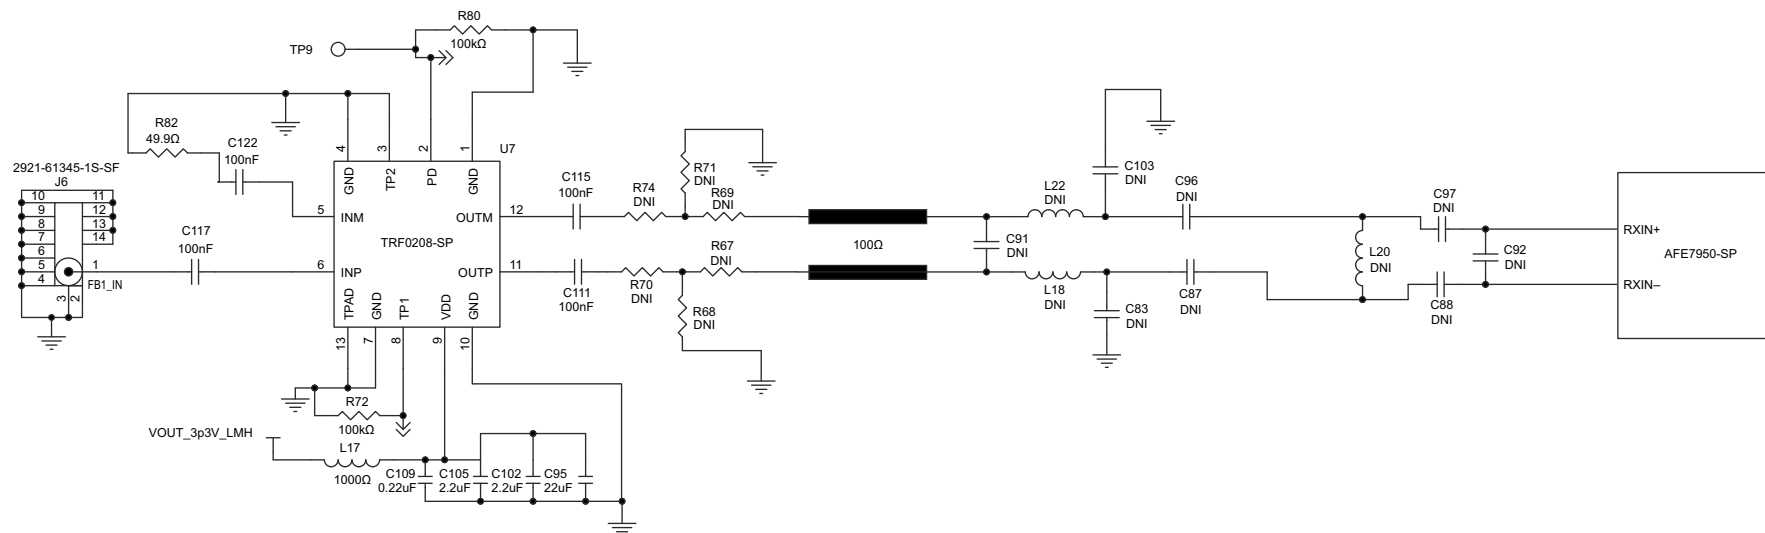 R80
100kΩ
TP9
R82
49.9Ω
C122
100nF
2921-61345-1S-SF
J6
10
9
8
7
6
5
4
11
12
13
14
1
3
2
FB1_IN
C117
100nF
U7
4
3
2
1
GND
TP2
PD
GND
5
INM
OUTM
12
TRF0208-SP
6
INP
OUTP
11
TPAD
GND
TP1
VDD
GND
13
7
8
9
10
R72
100kΩ
VOUT_3p3V_LMH
L17
1000Ω
C109
0.22uF
C105
2.2uF
C102
2.2uF
C95
22uF
C115
100nF
R74
DNI
R71
DNI
R69
DNI
C111
100nF
R70
DNI
R67
DNI
R68
DNI
100Ω
C91
DNI
L22
DNI
C103
DNI
C96
DNI
L18
DNI
C83
DNI
C87
DNI
L20
DNI
C97
DNI
C92
DNI
C88
DNI
RXIN+
AFE7950-SP
RXIN–